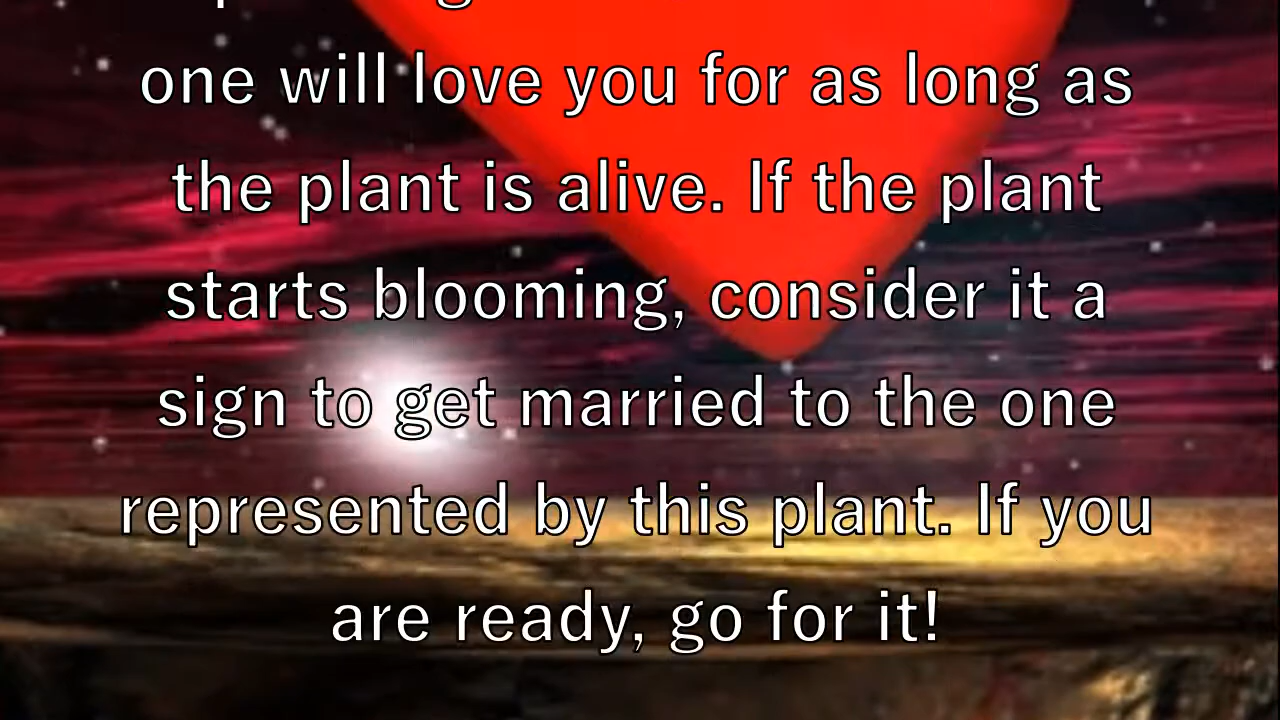 one will love you for as long as
the plant is alive. If the plant
starts blooming, consider it a
sign to get married to the one
represented by this plant. If you
are ready, go for it!